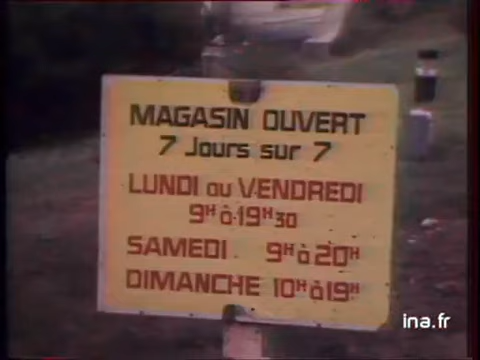 MAGASIN OUVERT
7 Jours sur 7
LUNDI au VENDREDI
9H à 19H30
SAMEDI. 9H à 20H
DIMANCHE 10H à 19H
ina.fr